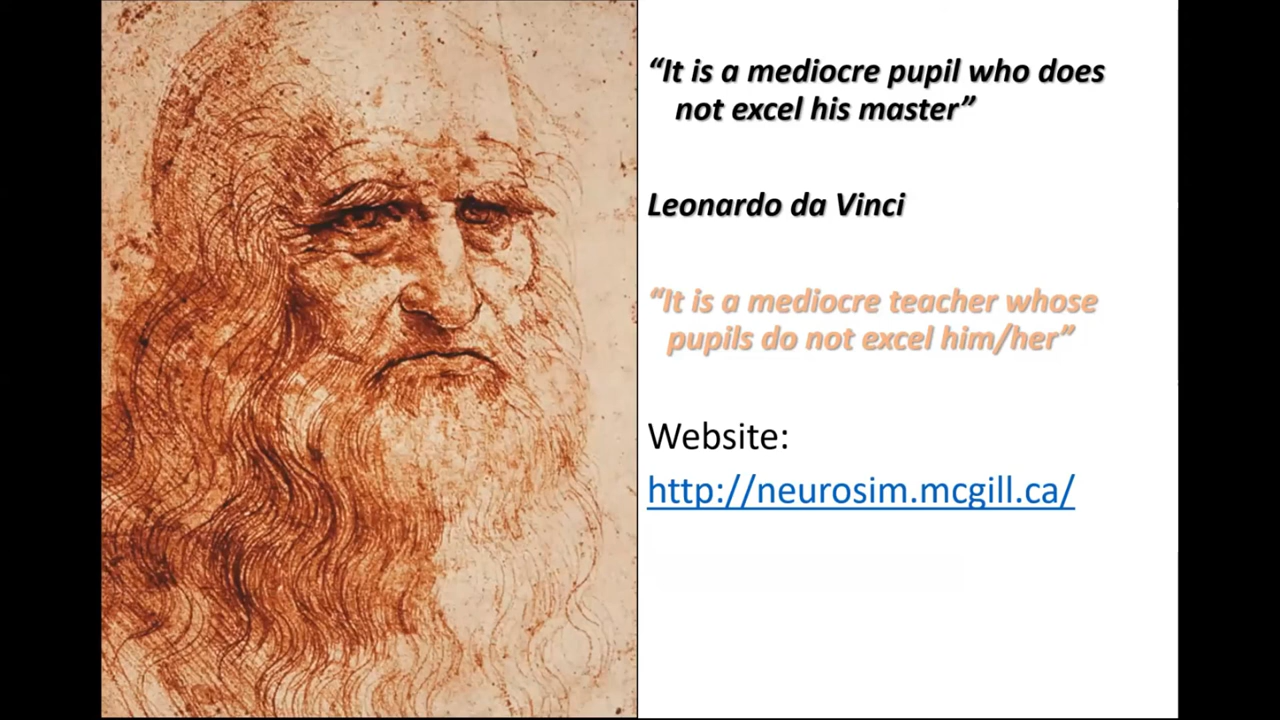 “It is a mediocre pupil who does
not excel his master”
Leonardo da Vinci
“It is a mediocre teacher whose
pupils do not excel him/her”
Website:
http://neurosim.mcgill.ca/